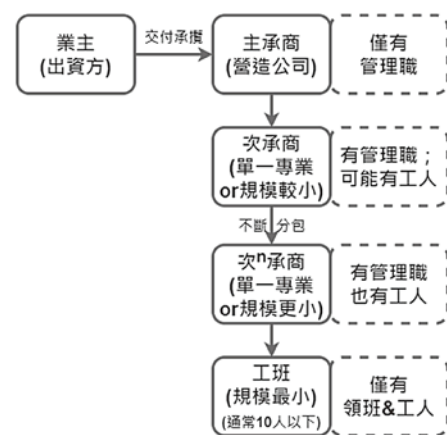 業主
(出資方)
交付承攬
主承商
(營造公司)
僅有
管理職
次承商
(單一專業
or規模較小)
有管理職；
可能有工人
不斷 分包
次ⁿ承商
(單一專業
or規模更小)
有管理職
也有工人
工班
(規模最小)
(通常10人以下)
僅有
領班&工人